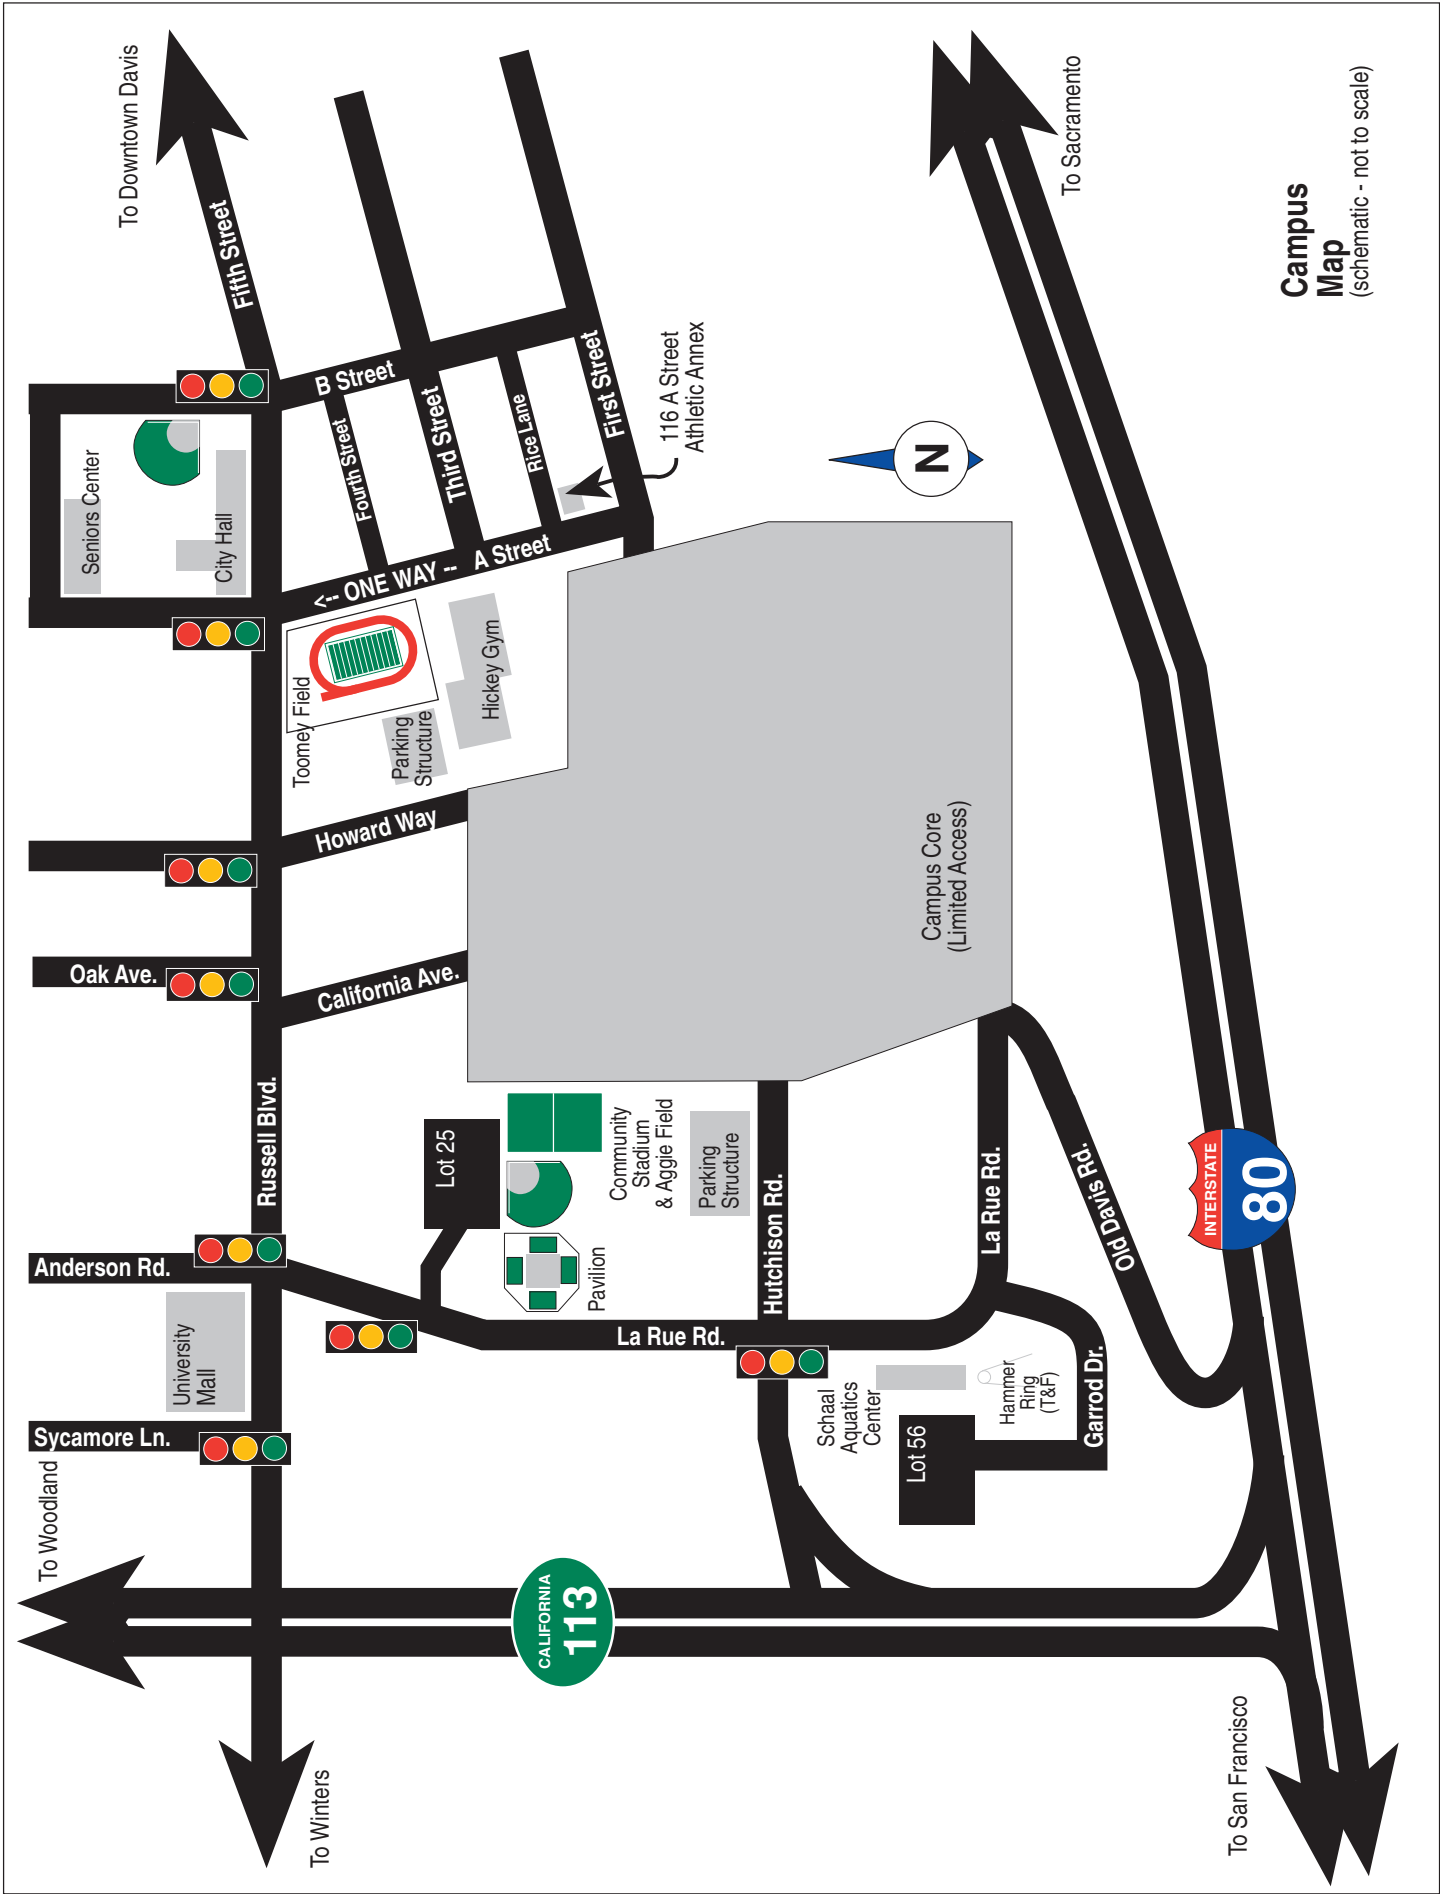 To Woodland
To Winters
Sycamore Ln.
University
Mall
Anderson Rd.
Russell Blvd.
Oak Ave.
California Ave.
Howard Way
Seniors Center
City Hall
Fifth Street
To Downtown Davis
B Street
Fourth Street
Third Street
Rice Lane
First Street
<-- ONE WAY -- A Street
116 A Street
Athletic Annex
Toomey Field
Parking
Structure
Hickey Gym
Lot 25
Pavilion
Community
Stadium
& Aggie Field
Parking
Structure
La Rue Rd.
Hutchison Rd.
CALIFORNIA
113
Campus Core
(Limited Access)
N
Schaal
Aquatics
Center
Lot 56
Hammer
Ring
(T&F)
Garrod Dr.
La Rue Rd.
Old Davis Rd.
INTERSTATE
80
To Sacramento
To San Francisco
Campus
Map
(schematic - not to scale)